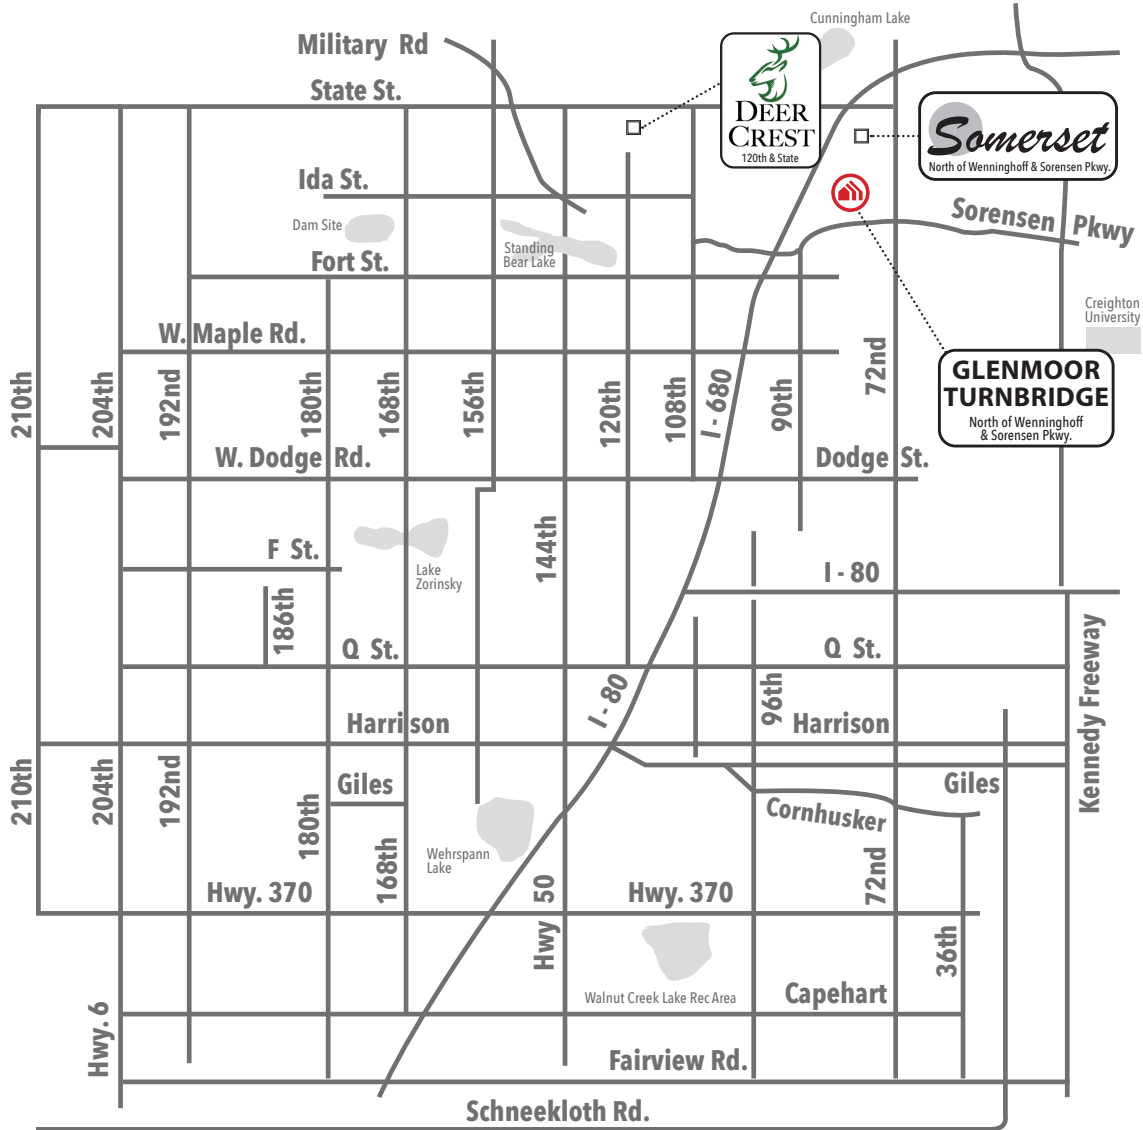 Cunningham Lake
Military Rd
State St.
DEER
CREST
120th & State
Somerset
North of Wenninghoff & Sorensen Pkwy.
Ida St.
Sorensen Pkwy
Dam Site
Standing
Bear Lake
Fort St.
Creighton
University
W. Maple Rd.
GLENMOOR
TURNBRIDGE
North of Wenninghoff
& Sorensen Pkwy.
210th
204th
192nd
180th
168th
156th
120th
108th
I - 680
90th
72nd
W. Dodge Rd.
Dodge St.
F St.
Lake
Zorinsky
144th
I - 80
186th
Q St.
Q St.
I - 80
96th
Kennedy Freeway
Harrison
Harrison
210th
204th
192nd
180th
Giles
Giles
Cornhusker
168th
Wehrspann
Lake
72nd
Hwy. 370
Hwy 50
Hwy. 370
36th
Walnut Creek Lake Rec Area
Capehart
Hwy. 6
Fairview Rd.
Schneekloth Rd.